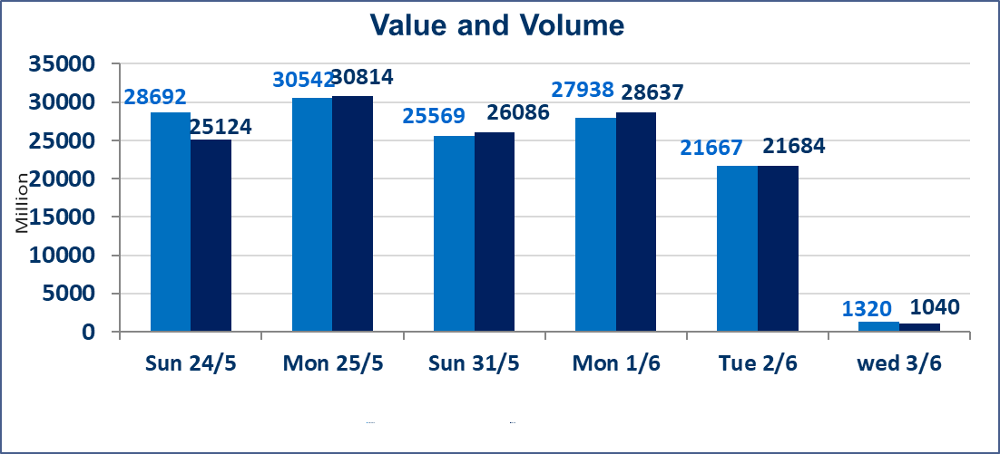 Value and Volume
35000
30000
25000
20000
15000
10000
5000
0
Million
28692
25124
30542
30814
25569
26086
27938
28637
21667
21684
1320
1040
Sun 24/5
Mon 25/5
Sun 31/5
Mon 1/6
Tue 2/6
wed 3/6